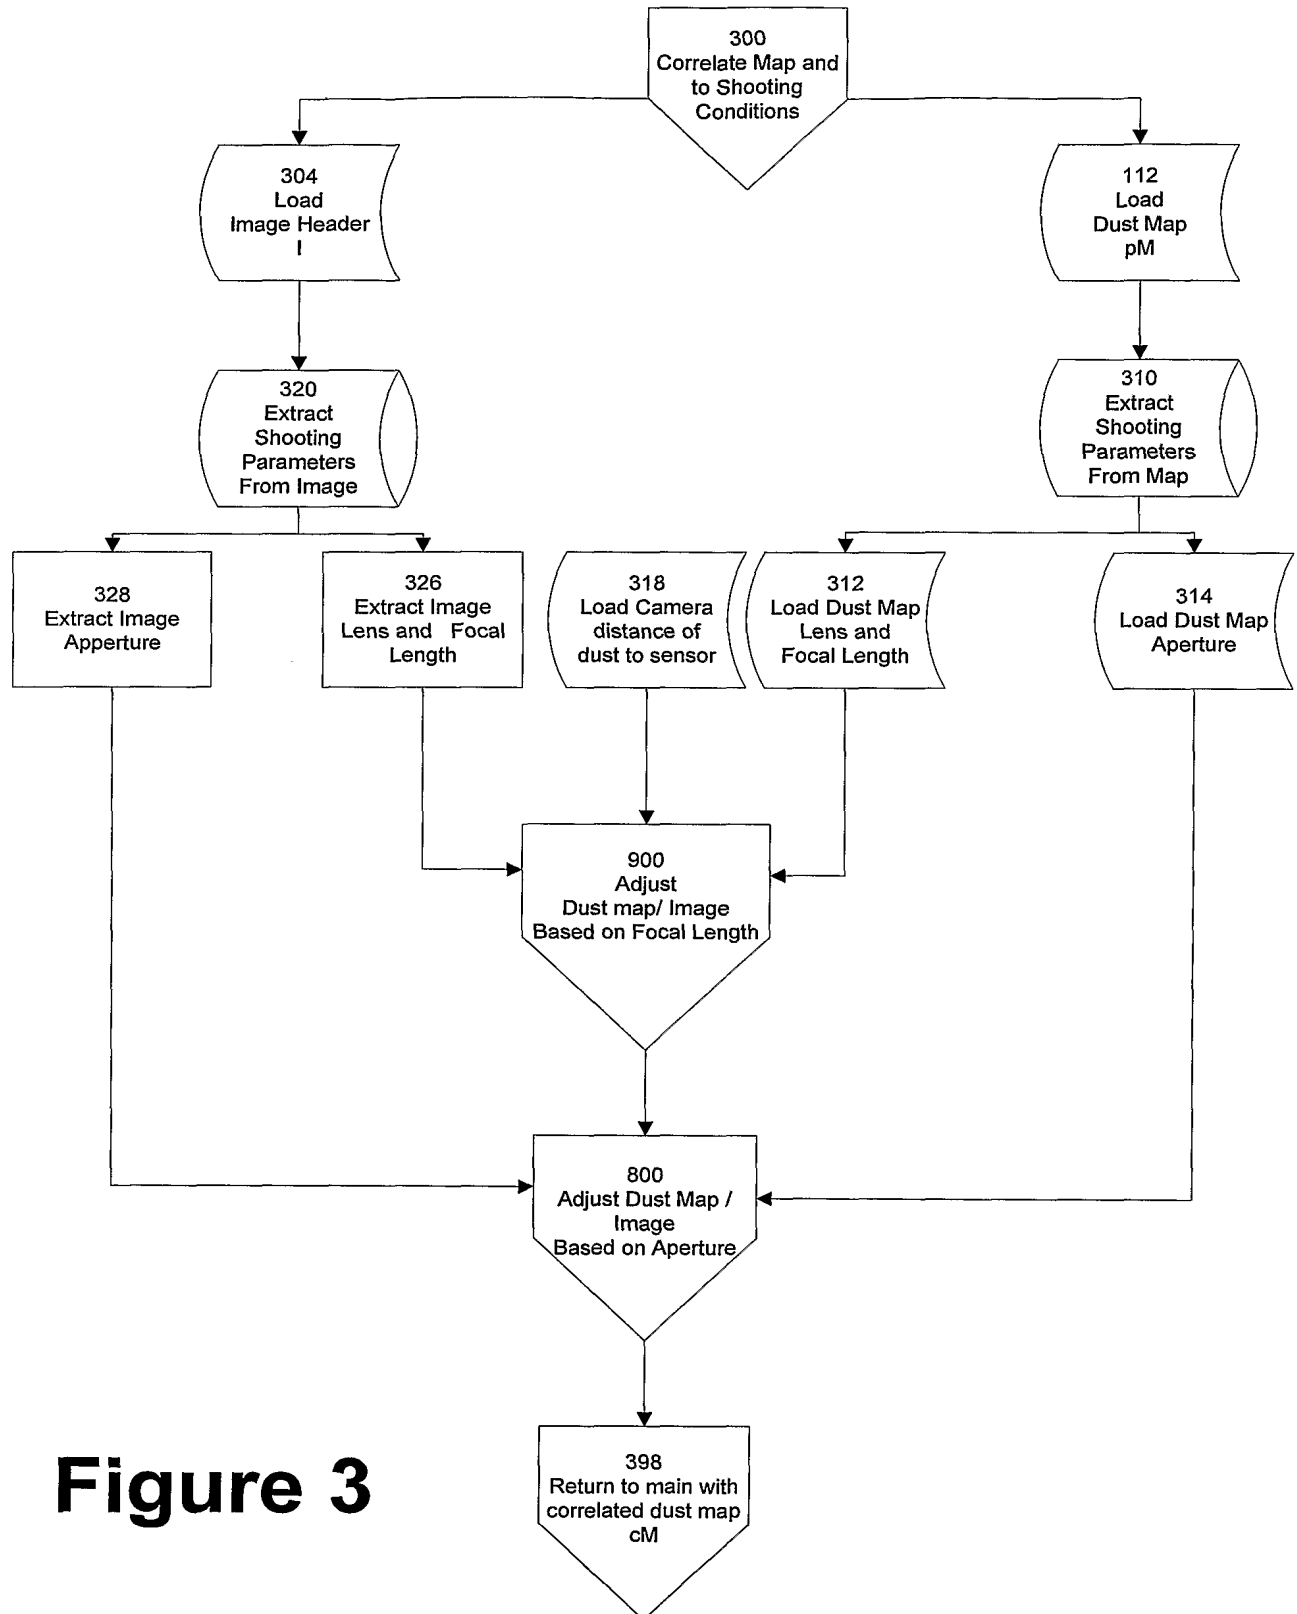 300
Correlate Map and
to Shooting
Conditions
304
Load
Image Header
I
112
Load
Dust Map
pM
320
Extract
Shooting
Parameters
From Image
310
Extract
Shooting
Parameters
From Map
328
Extract Image
Apperture
326
Extract Image
Lens and Focal
Length
318
Load Camera
distance of
dust to sensor
312
Load Dust Map
Lens and
Focal Length
314
Load Dust Map
Aperture
900
Adjust
Dust map/ Image
Based on Focal Length
800
Adjust Dust Map /
Image
Based on Aperture
398
Return to main with
correlated dust map
cM
Figure 3